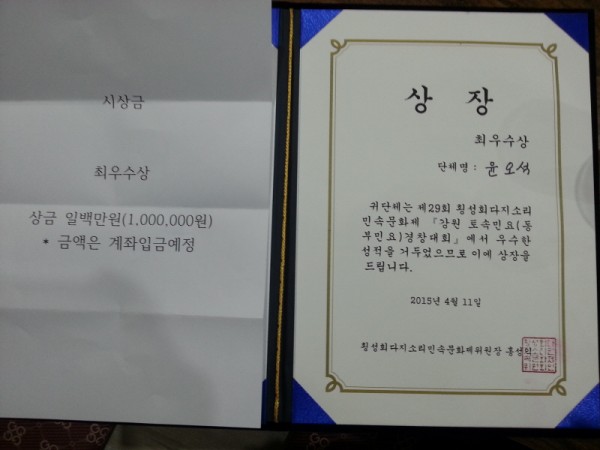 시상금
최우수상
상금 일백만원(1,000,000원)
* 금액은 계좌입금예정
상 장
최우수상
단체명 : 윤오석
귀단체는 제29회 횡성회다지소리
민속문화제 『강원 토속민요(동
부민요)경창대회』에서 우수한
성적을 거두었으므로 이에 상장을
드립니다.
2015년 4월 11일
횡성회다지소리민속문화제위원장 홍성